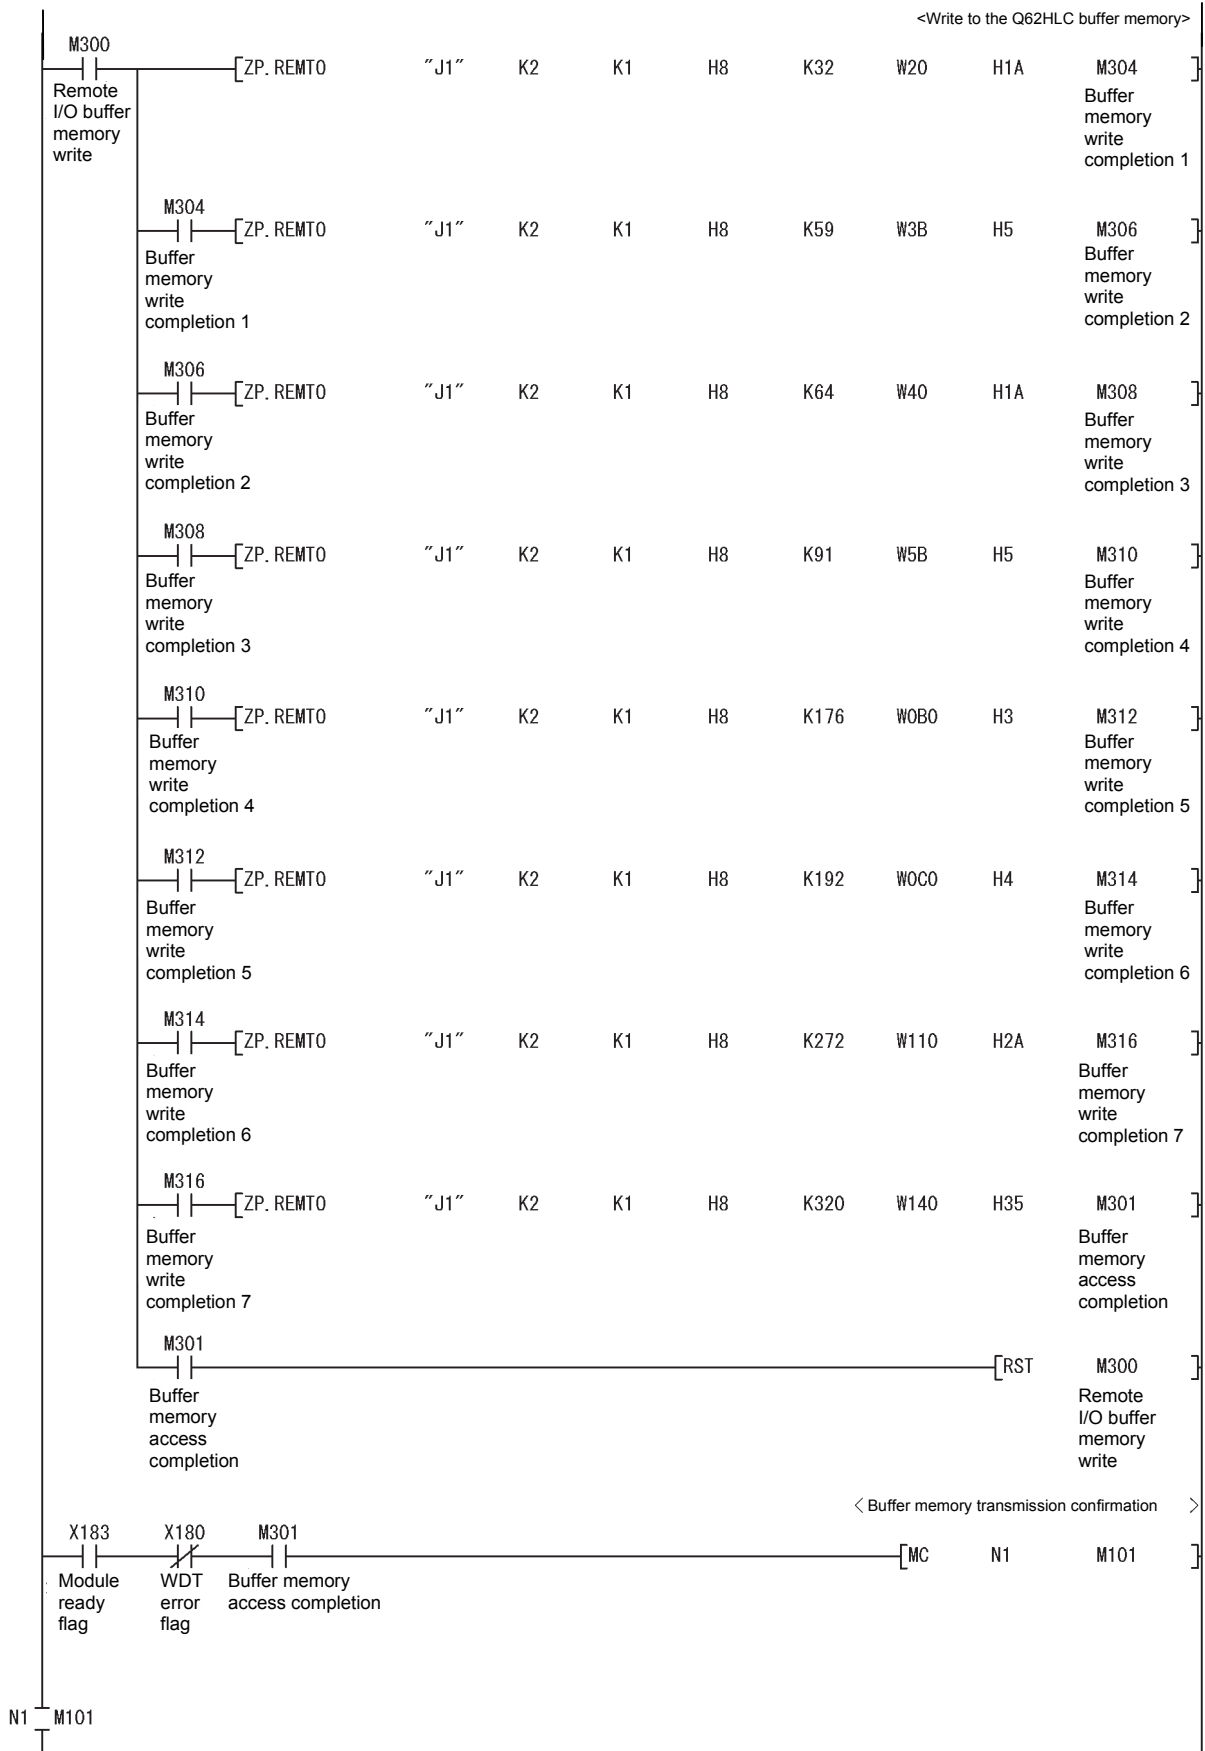 <Write to the Q62HLC buffer memory>
M300
[ZP.REMTO "J1" K2 K1 H8 K32 W20 H1A M304 ]
Remote
I/O buffer
memory
write
Buffer
memory
write
completion 1
M304
[ZP.REMTO "J1" K2 K1 H8 K59 W3B H5 M306 ]
Buffer
memory
write
completion 1
Buffer
memory
write
completion 2
M306
[ZP.REMTO "J1" K2 K1 H8 K64 W40 H1A M308 ]
Buffer
memory
write
completion 2
Buffer
memory
write
completion 3
M308
[ZP.REMTO "J1" K2 K1 H8 K91 W5B H5 M310 ]
Buffer
memory
write
completion 3
Buffer
memory
write
completion 4
M310
[ZP.REMTO "J1" K2 K1 H8 K176 W0B0 H3 M312 ]
Buffer
memory
write
completion 4
Buffer
memory
write
completion 5
M312
[ZP.REMTO "J1" K2 K1 H8 K192 W0C0 H4 M314 ]
Buffer
memory
write
completion 5
Buffer
memory
write
completion 6
M314
[ZP.REMTO "J1" K2 K1 H8 K272 W110 H2A M316 ]
Buffer
memory
write
completion 6
Buffer
memory
write
completion 7
M316
[ZP.REMTO "J1" K2 K1 H8 K320 W140 H35 M301 ]
Buffer
memory
write
completion 7
Buffer
memory
access
completion
M301
[RST M300 ]
Buffer
memory
access
completion
Remote
I/O buffer
memory
write
< Buffer memory transmission confirmation >
X183 X180 M301
[MC N1 M101 ]
Module
ready
flag
WDT
error
flag
Buffer memory
access completion
N1 M101